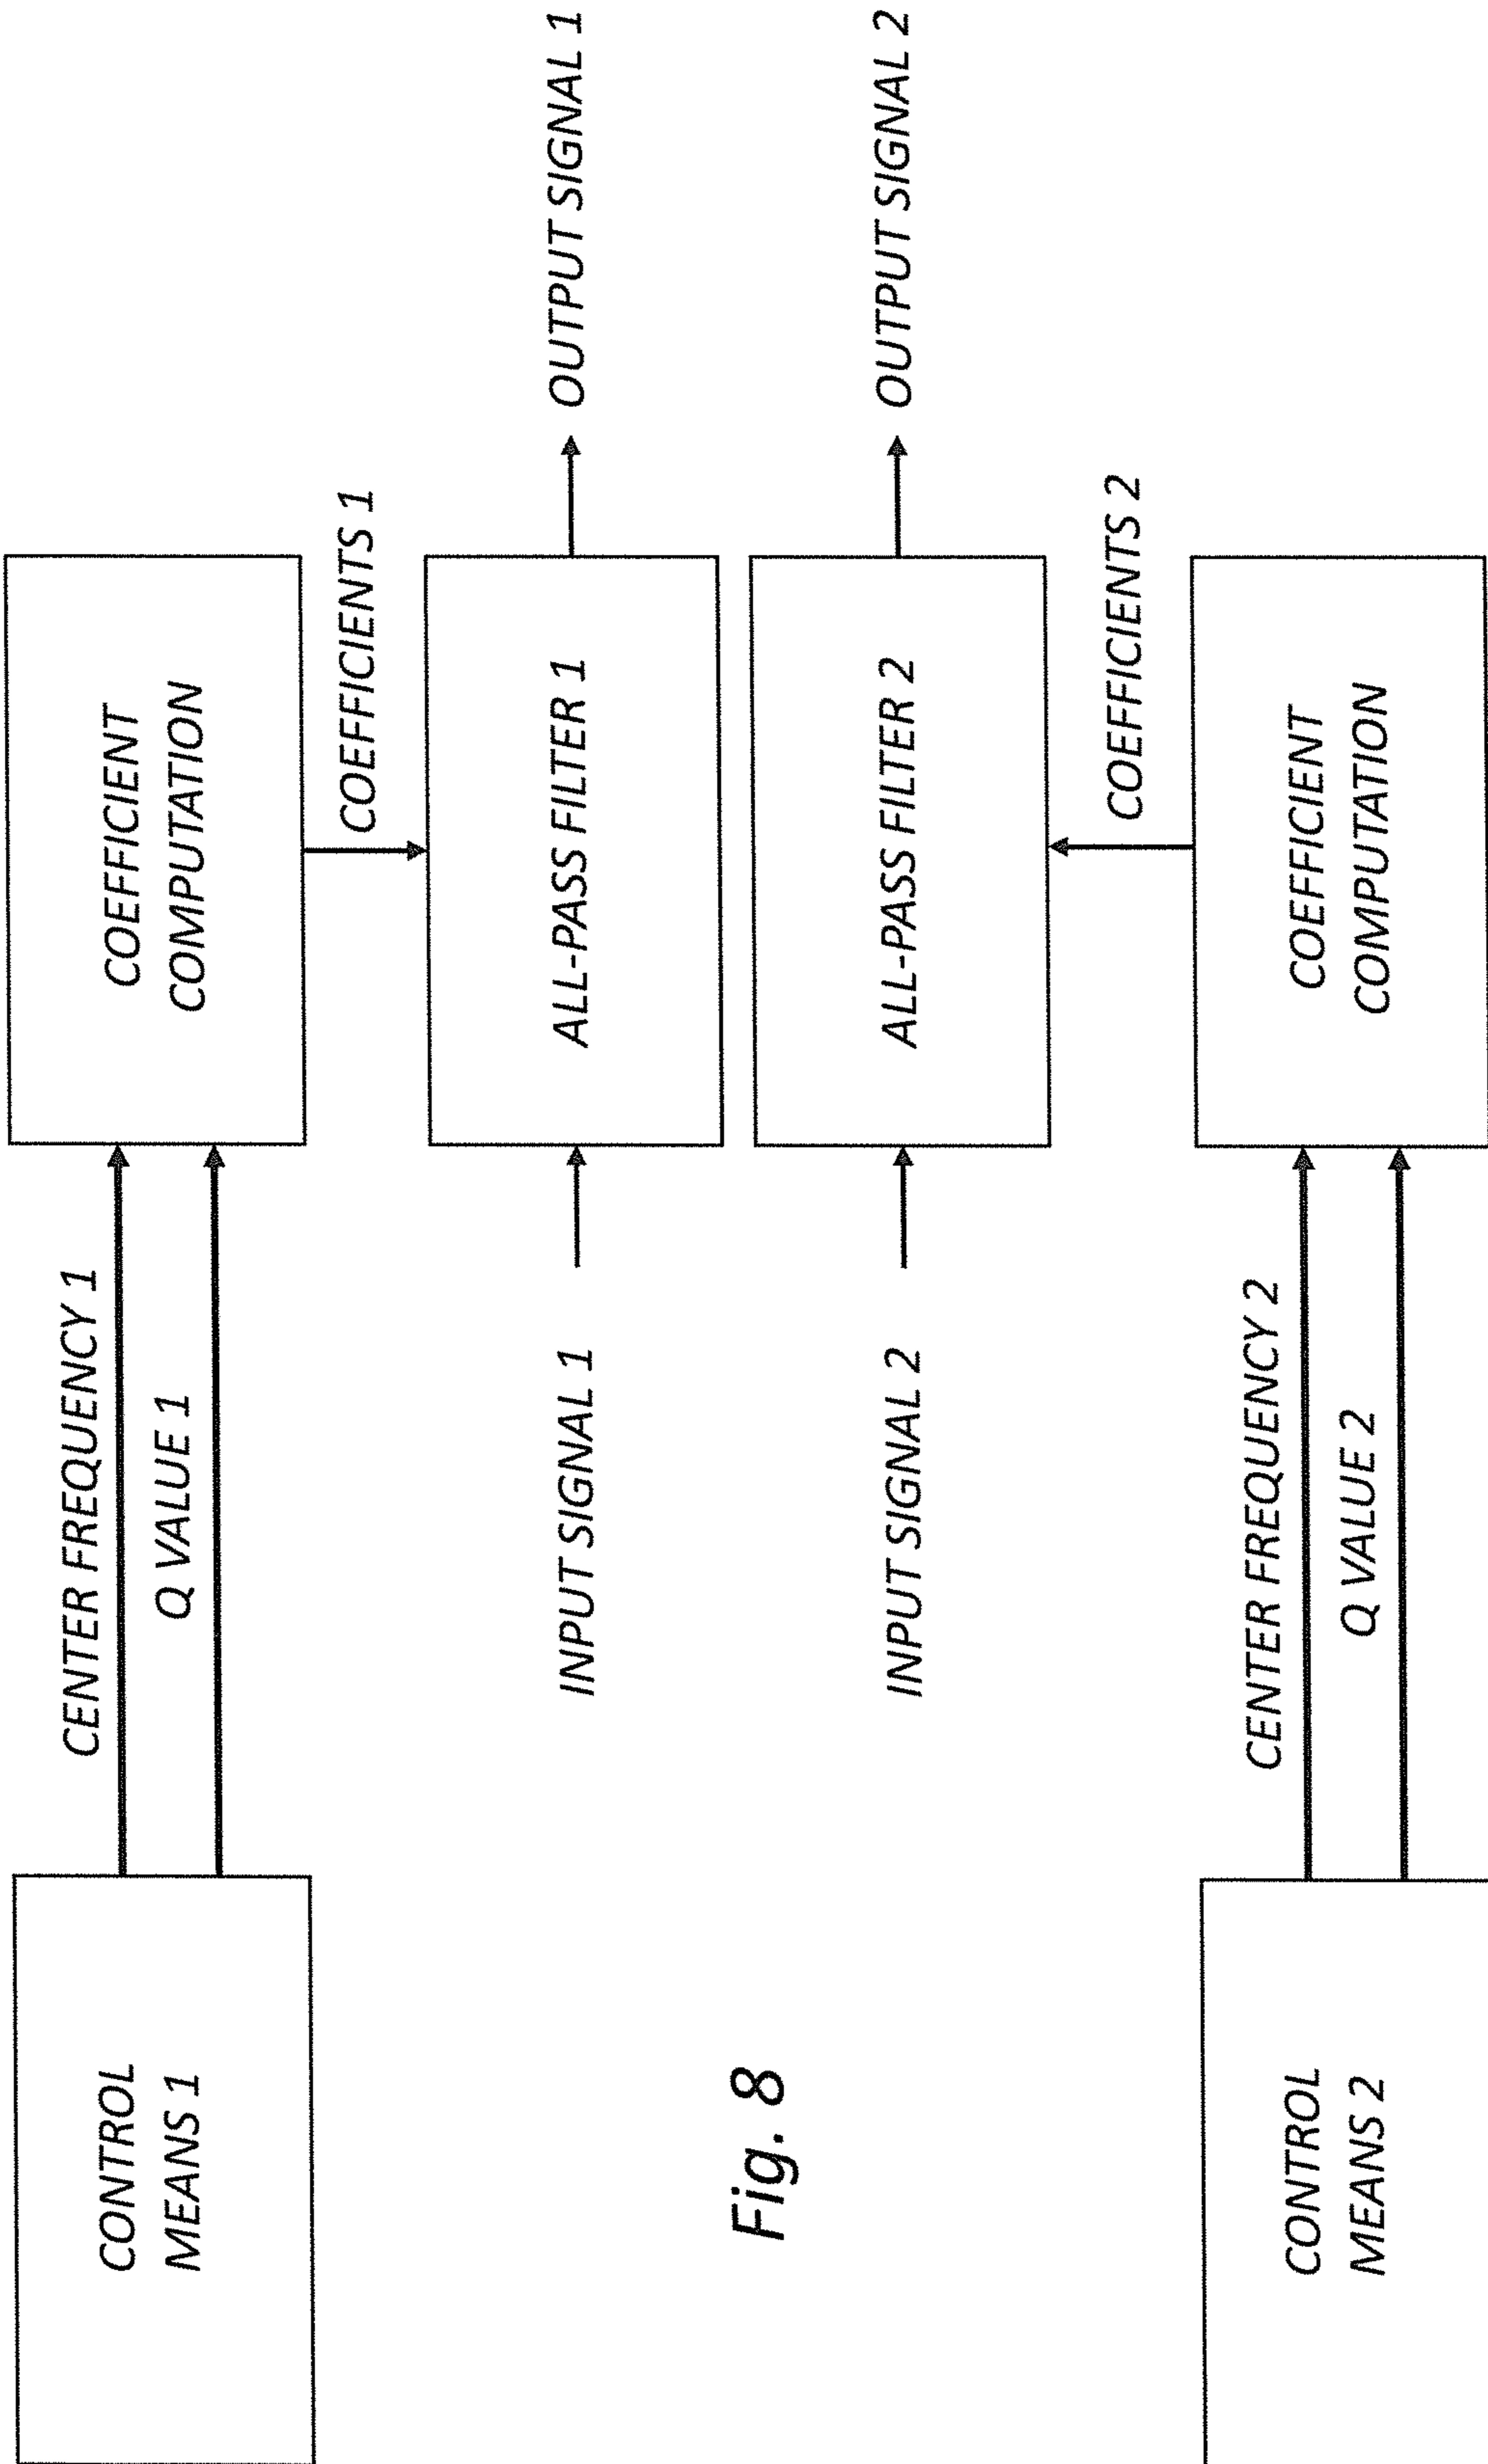 CONTROL
MEANS 1
CENTER FREQUENCY 1
Q VALUE 1
COEFFICIENT
COMPUTATION
COEFFICIENTS 1
INPUT SIGNAL 1
ALL-PASS FILTER 1
OUTPUT SIGNAL 1
INPUT SIGNAL 2
ALL-PASS FILTER 2
OUTPUT SIGNAL 2
COEFFICIENTS 2
CONTROL
MEANS 2
CENTER FREQUENCY 2
Q VALUE 2
COEFFICIENT
COMPUTATION
Fig. 8